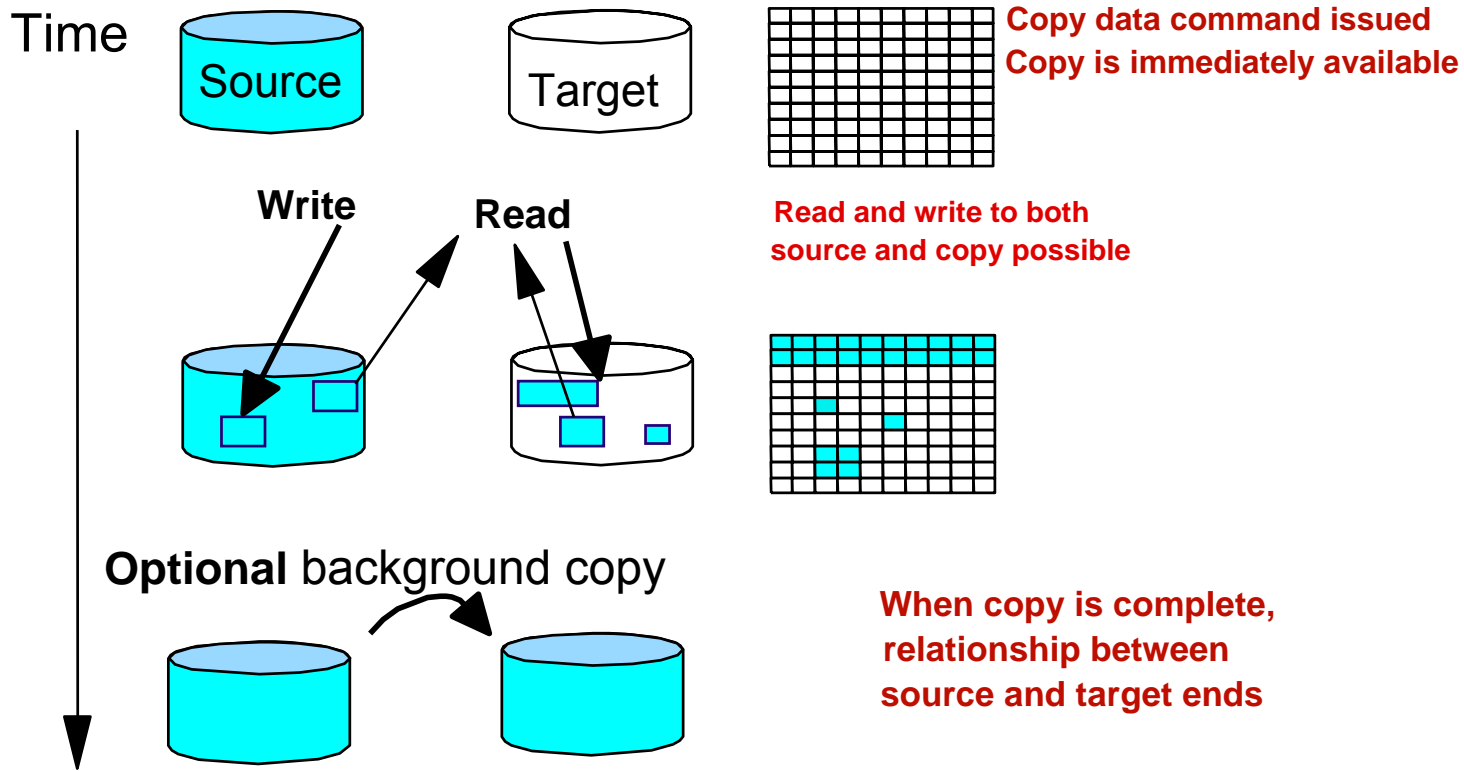 Time
Source
Target
Copy data command issued
Copy is immediately available
Write
Read
Read and write to both
source and copy possible
Optional background copy
When copy is complete,
relationship between
source and target ends